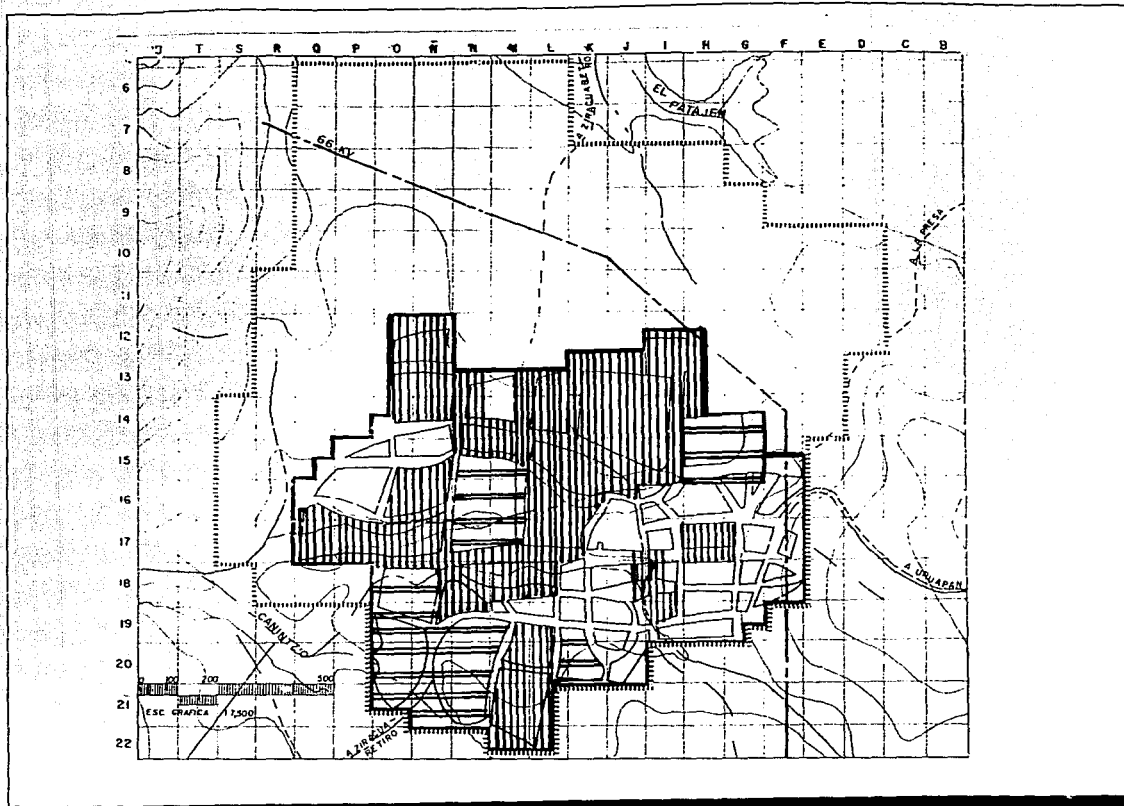 U T S R Q P O Ñ N M L K J I H G F E D C B
6
7
8
9
10
11
12
13
14
15
16
17
18
19
20
21
22
A ZIRACUARETIRO
EL PATAJEM
66 KV
A LA PRESA
A URUAPAN
CANINTZIO
0 100 200 500
ESC. GRAFICA 1:7,500
A ZIRACUA
RETIRO